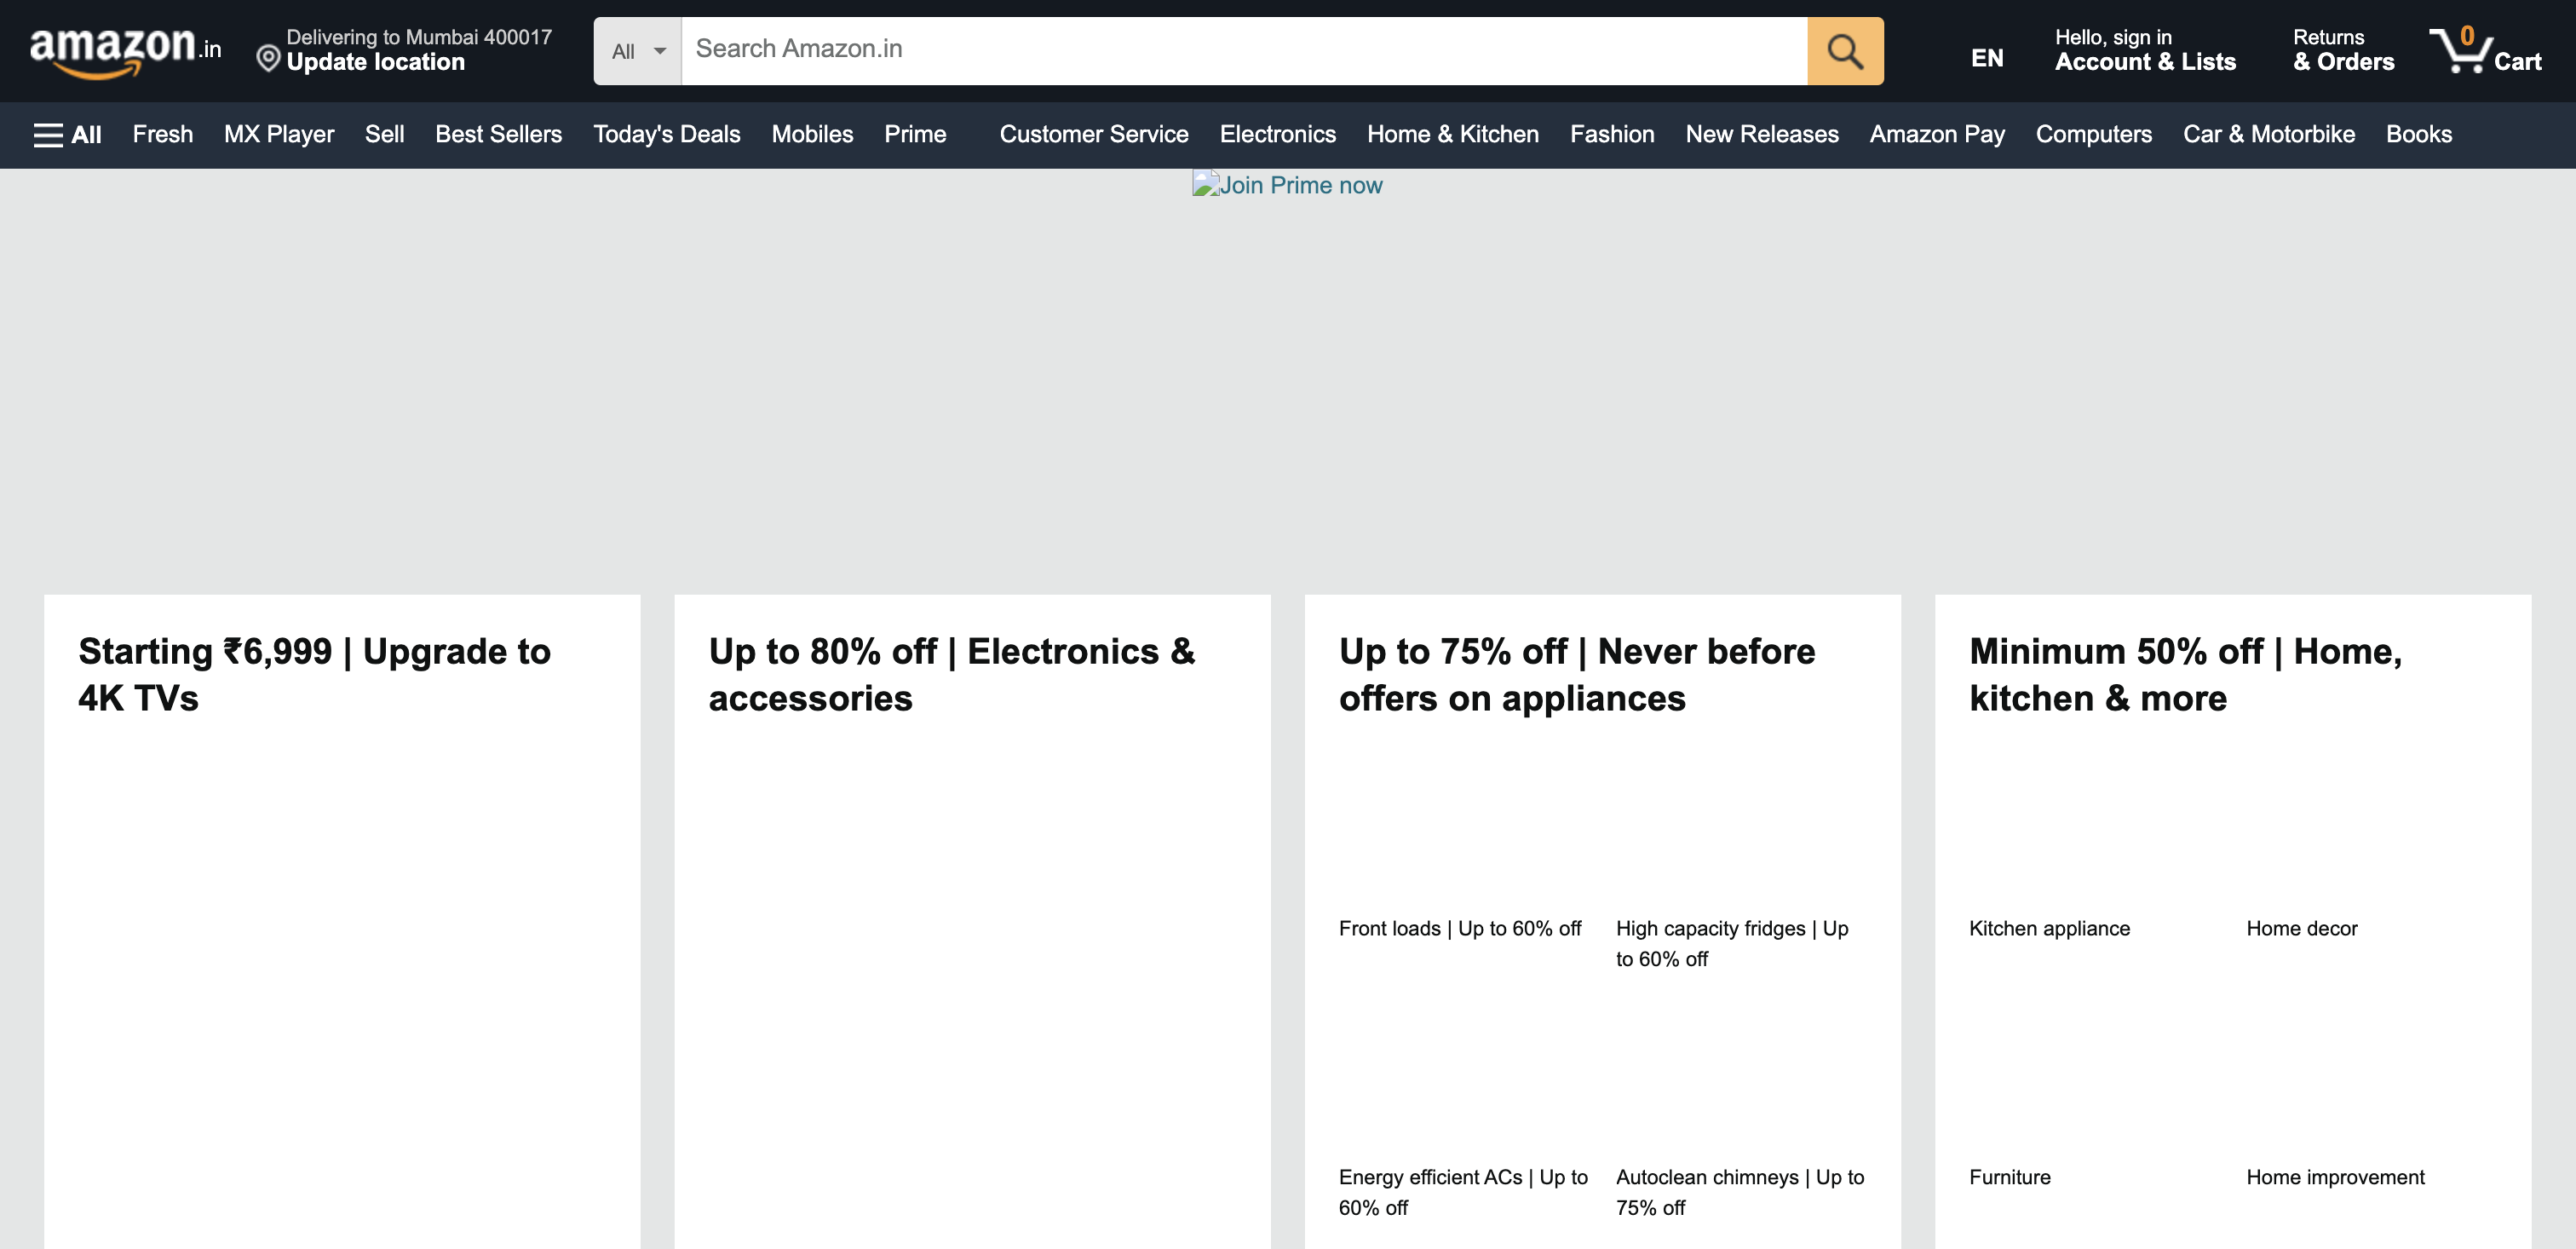 amazon.in
Delivering to Mumbai 400017
Update location
All
Search Amazon.in
EN
Hello, sign in
Account & Lists
Returns
& Orders
0
Cart
All Fresh MX Player Sell Best Sellers Today's Deals Mobiles Prime Customer Service Electronics Home & Kitchen Fashion New Releases Amazon Pay Computers Car & Motorbike Books
Join Prime now
Starting ₹6,999 | Upgrade to
4K TVs
Up to 80% off | Electronics &
accessories
Up to 75% off | Never before
offers on appliances
Front loads | Up to 60% off
High capacity fridges | Up
to 60% off
Energy efficient ACs | Up to
60% off
Autoclean chimneys | Up to
75% off
Minimum 50% off | Home,
kitchen & more
Kitchen appliance
Home decor
Furniture
Home improvement